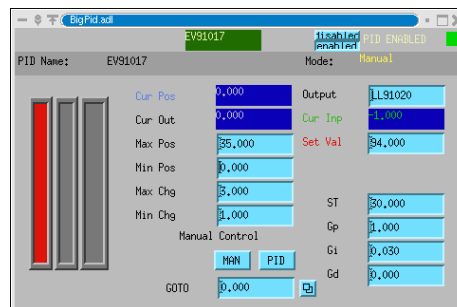 BigPid.adl
EV91017 disabled PID ENABLED
enabled
PID Name: EV91017 Mode: Manual
Cur Pos 0.000 Output LL91020
Cur Out 0.000 Cur Inp -1.000
Max Pos 35.000 Set Val 94.000
Min Pos 0.000
Max Chg 3.000 ST 30.000
Min Chg 1.000 Gp 1.000
Manual Control Gi 0.030
MAN PID Gd 0.000
GOTO 0.000